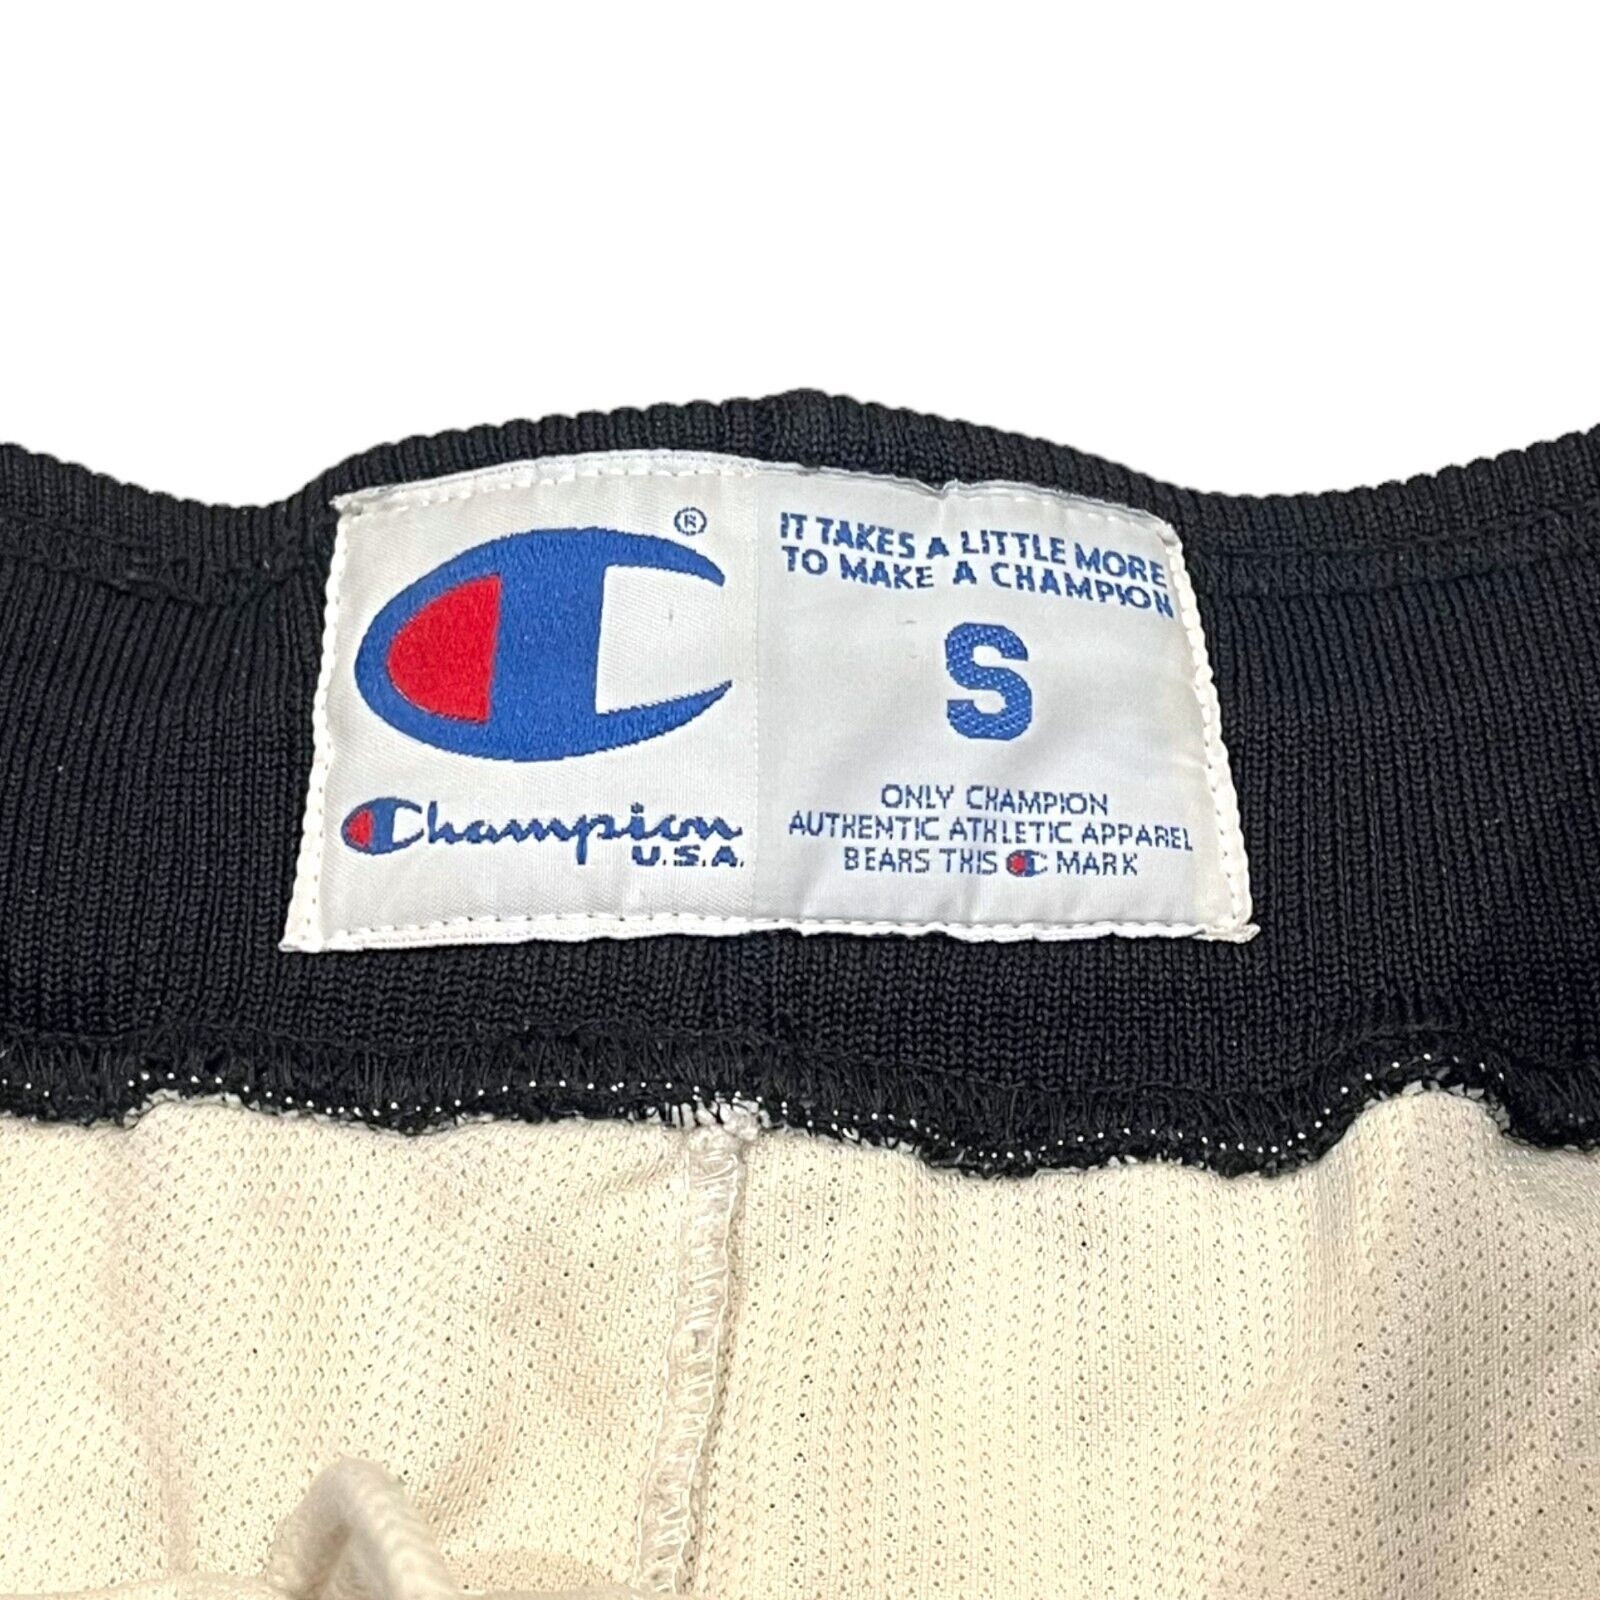 ®
Champion
U.S.A.
IT TAKES A LITTLE MORE
TO MAKE A CHAMPION
S
ONLY CHAMPION
AUTHENTIC ATHLETIC APPAREL
BEARS THIS C MARK